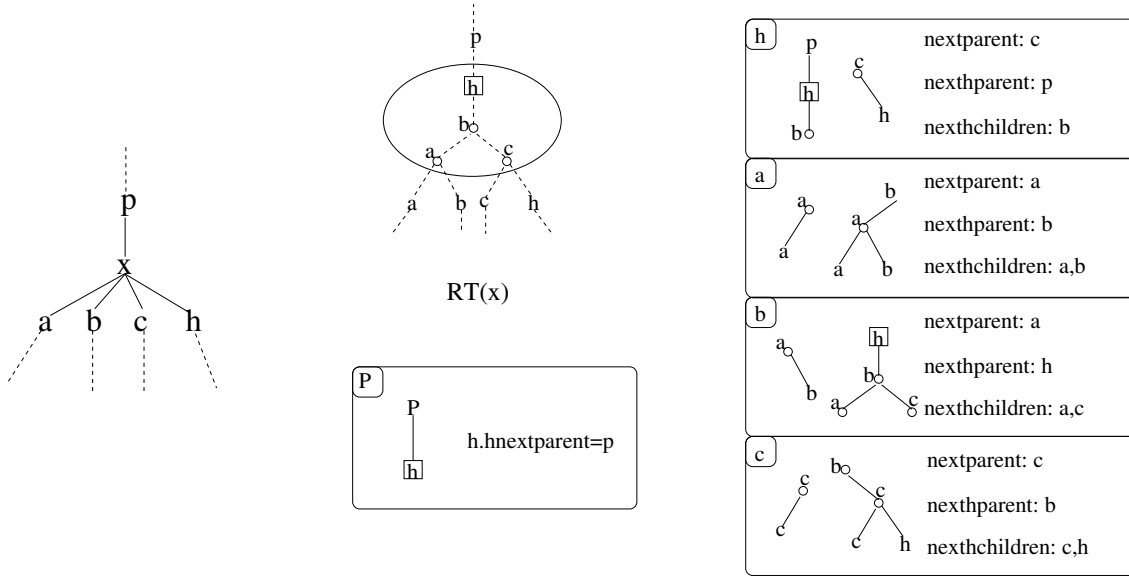 p
x
a b c h
p
h
b
a c
a b c h
RT(x)
P
P
h
h.hnextparent=p
h
p
h
b
c
h
nextparent: c
nexthparent: p
nexthchildren: b
a
a
a
b
a
a b
nextparent: a
nexthparent: b
nexthchildren: a,b
b
a
b
h
b
a c
nextparent: a
nexthparent: h
nexthchildren: a,c
c
c
c
b
c
c h
nextparent: c
nexthparent: b
nexthchildren: c,h